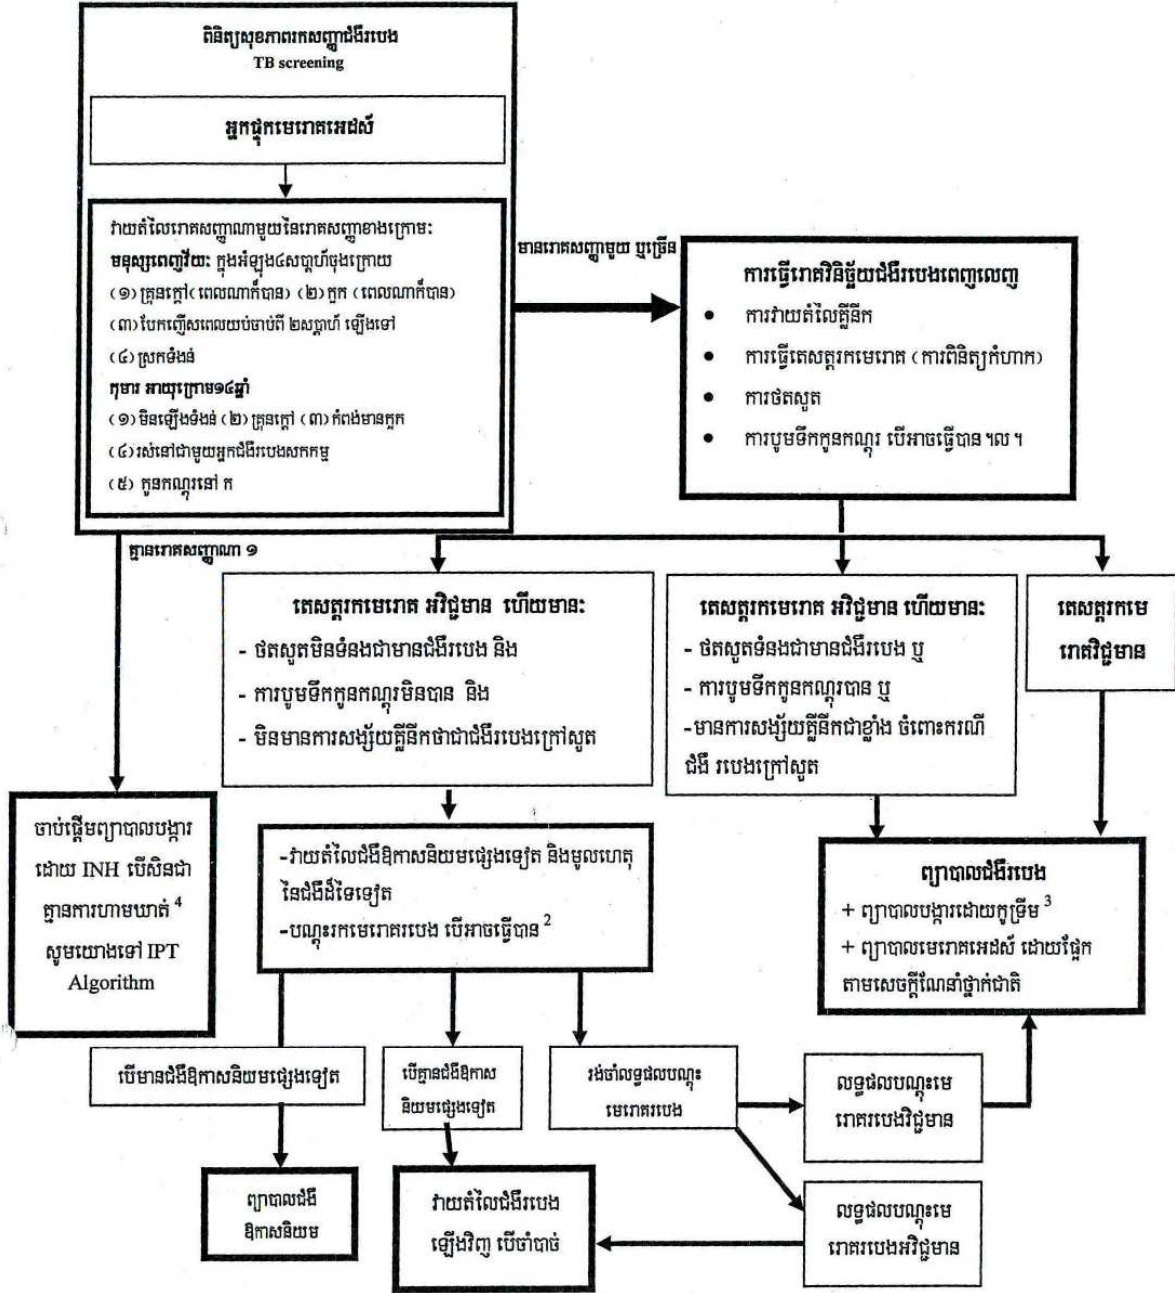 ពិនិត្យសុខភាពរកសញ្ញាជំងឺរបេង
TB screening
អ្នកផ្ទុកមេរោគអេដស៍
វាយតំលៃរោគសញ្ញាណាមួយនៃរោគសញ្ញាខាងក្រោម:
មនុស្សពេញវ័យ: ក្នុងអំឡុង៤សបា្តហ៍ចុងក្រោយ
(១) គ្រុនក្តៅ(ពេលណាក៏បាន) (២) ក្អក (ពេលណាក៏បាន)
(៣) បែកញើសពេលយប់ចាប់ពី ២សប្តាហ៍ ឡើងទៅ
(៤) ស្រកទំងន់
កុមារ អាយុក្រោម១៤ឆ្នាំ
(១) មិនឡើងទំងន់ (២) គ្រុនក្តៅ (៣) កំពង់មានក្អក
(៤) រស់នៅជាមួយអ្នកជំងឺរបេងសកកម្ម
(៥) កូនកណ្តុរនៅ ក
មានរោគសញ្ញាមួយ ឬច្រើន
ការធ្វើរោគវិនិច្ឆ័យជំងឺរបេងពេញលេញ
• ការវាយតំលៃគ្លីនីក
• ការធ្វើតេសត្តរកមេរោគ (ការពិនិត្យកំហាក)
• ការថតសួត
• ការបូមទឹកកូនកណ្តុរ បើអាចធ្វើបាន ។ល។
គ្មានរោគសញ្ញាណា ១
តេសត្តរកមេរោគ អវិជ្ជមាន ហើយមាន:
- ថតសួតមិនទំនងជាមានជំងឺរបេង និង
- ការបូមទឹកកូនកណ្តុរមិនបាន និង
- មិនមានការសង្ស័យគ្លីនីកថាជាជំងឺរបេងក្រៅសួត
តេសត្តរកមេរោគ អវិជ្ជមាន ហើយមាន:
- ថតសួតទំនងជាមានជំងឺរបេង ឬ
- ការបូមទឹកកូនកណ្តុរបាន ឬ
-មានការសង្ស័យគ្លីនីកជាខ្លាំង ចំពោះករណី
ជំងឺ របេងក្រៅសួត
តេសត្តរកមេ
រោគវិជ្ជមាន
ចាប់ផ្តើមព្យាបាលបង្ការ
ដោយ INH បើសិនជា
គ្មានការហាមឃាត់ 4
សូមយោងទៅ IPT
Algorithm
-វាយតំលៃជំងឺឱកាសនិយមផ្សេងទៀត និងមូលហេតុ
នៃជំងឺដ៏ទៃទៀត
-បណ្តុះរកមេរោគរបេង បើអាចធ្វើបាន 2
ព្យាបាលជំងឺរបេង
+ ព្យាបាលបង្ការដោយកូទ្រីម 3
+ ព្យាបាលមេរោគអេដស៍ ដោយផ្អែក
តាមសេចក្តីណែនាំថ្នាក់ជាតិ
បើមានជំងឺឱកាសនិយមផ្សេងទៀត
បើគ្មានជំងឺឱកាស
និយមផ្សេងទៀត
រង់ចាំលទ្ធផលបណ្តុះ
មេរោគរបេង
លទ្ធផលបណ្តុះមេ
រោគរបេងវិជ្ជមាន
ព្យាបាលជំងឺ
ឱកាសនិយម
វាយតំលៃជំងឺរបេង
ឡើងវិញ បើចាំបាច់
លទ្ធផលបណ្តុះមេ
រោគរបេងអវិជ្ជមាន